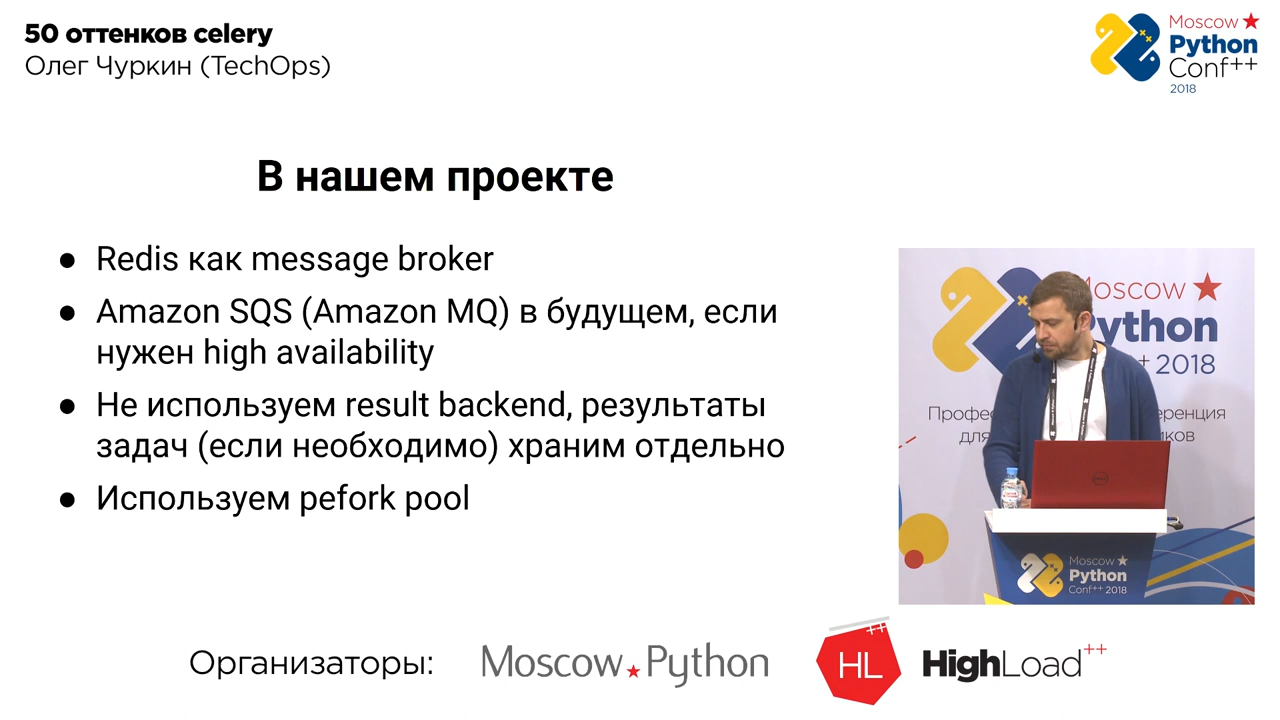 50 оттенков celery
Олег Чуркин (TechOps)
Moscow
Python
Conf++
2018
В нашем проекте
● Redis как message broker
● Amazon SQS (Amazon MQ) в будущем, если
нужен high availability
● Не используем result backend, результаты
задач (если необходимо) храним отдельно
● Используем pefork pool
Moscow
Python
2018
Moscow
Python
Conf++ 2018
Организаторы:
Moscow Python
HL++
HighLoad++